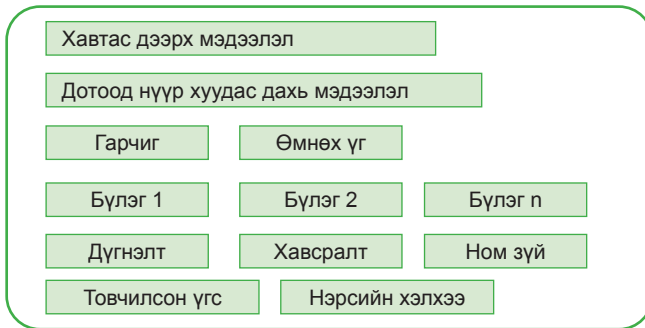 Хавтас дээрх мэдээлэл
Дотоод нүүр хуудас дахь мэдээлэл
Гарчиг Өмнөх үг
Бүлэг 1 Бүлэг 2 Бүлэг n
Дүгнэлт Хавсралт Ном зүй
Товчилсон үгс Нэрсийн хэлхээ